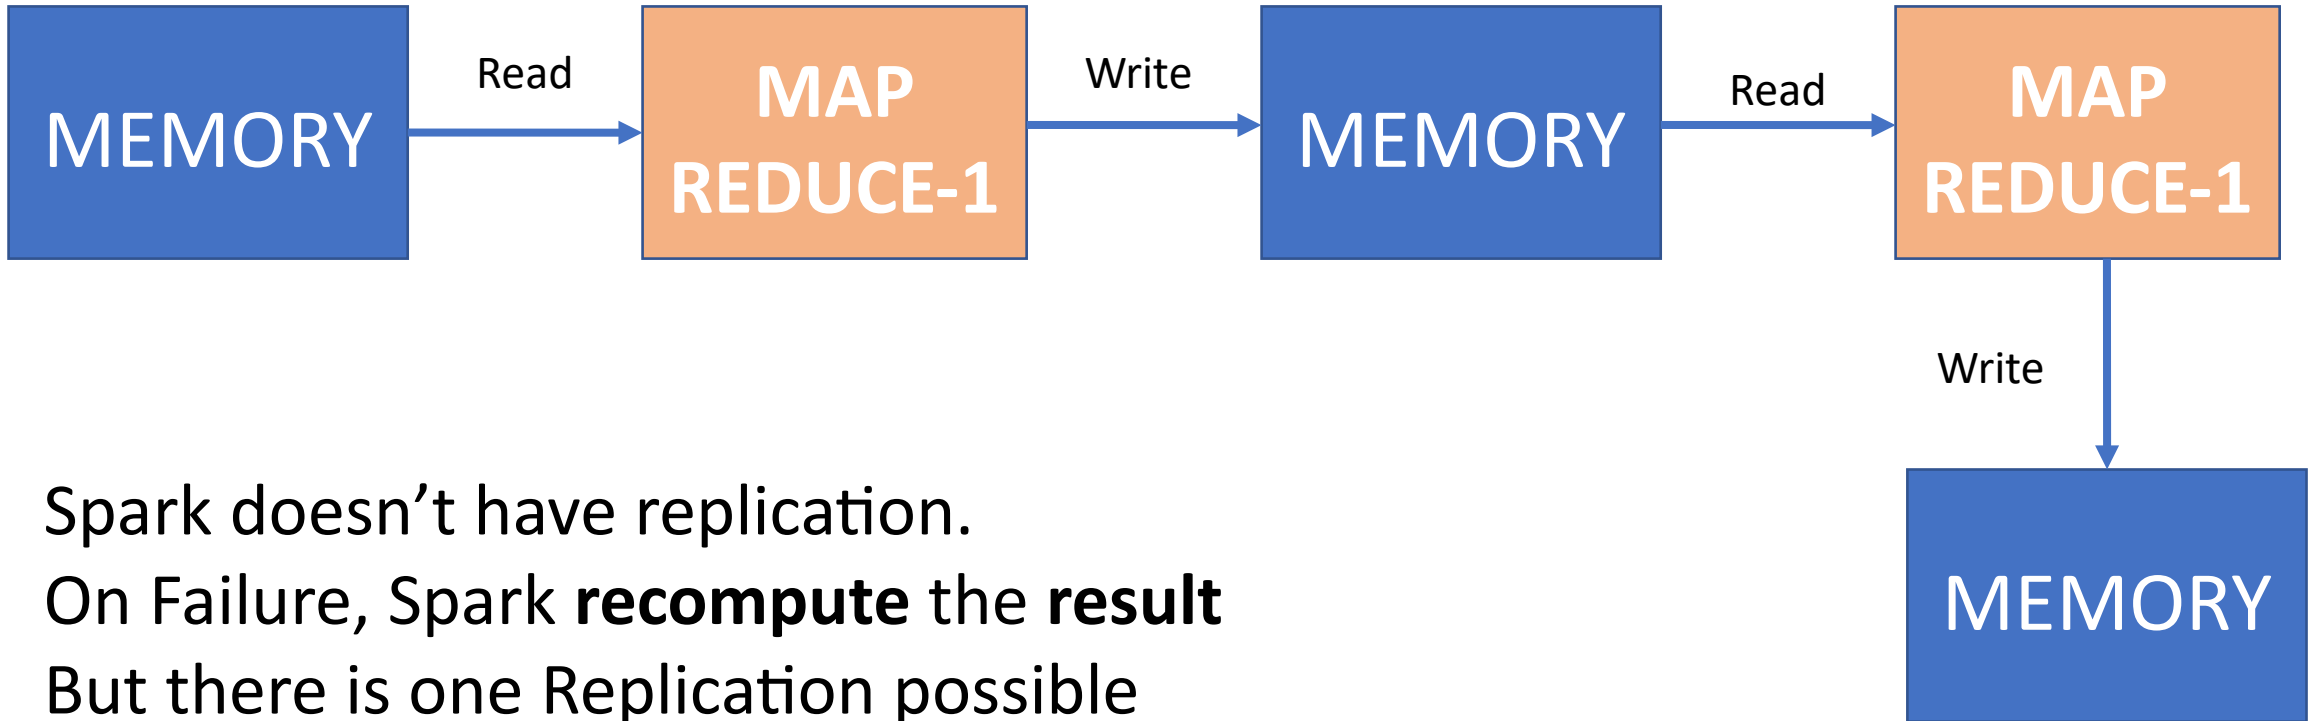 MEMORY
Read
MAP
REDUCE-1
Write
MEMORY
Read
MAP
REDUCE-1
Write
MEMORY
Spark doesn’t have replication.
On Failure, Spark recompute the result
But there is one Replication possible